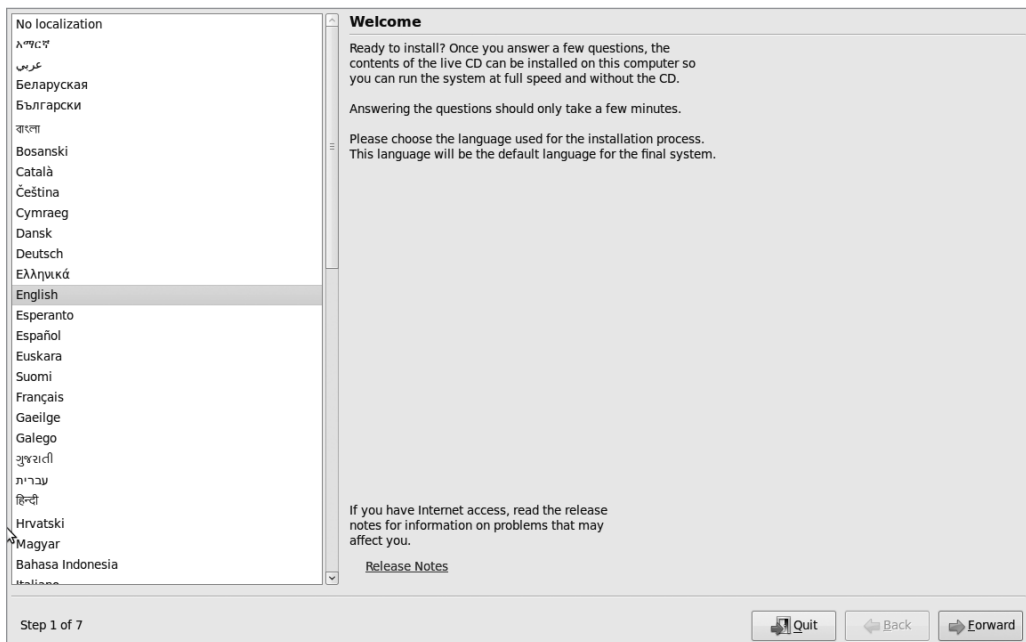 No localization
አማርኛ
عربي
Беларуская
Български
বাংলা
Bosanski
Català
Čeština
Cymraeg
Dansk
Deutsch
Ελληνικά
English
Esperanto
Español
Euskara
Suomi
Français
Gaeilge
Galego
ગુજરાતી
עברית
हिन्दी
Hrvatski
Magyar
Bahasa Indonesia
Italiano
Welcome
Ready to install? Once you answer a few questions, the
contents of the live CD can be installed on this computer so
you can run the system at full speed and without the CD.
Answering the questions should only take a few minutes.
Please choose the language used for the installation process.
This language will be the default language for the final system.
If you have Internet access, read the release
notes for information on problems that may
affect you.
Release Notes
Step 1 of 7
Quit
Back
Forward